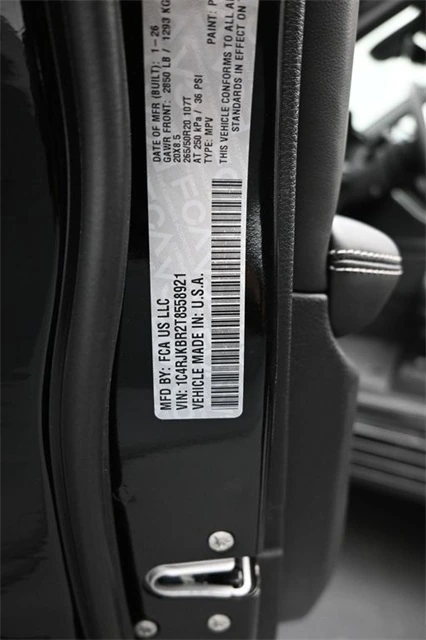 MFD BY: FCA US LLC
DATE OF MFR (BUILT): 1-26
GAWR FRONT: 2850 LB / 1293 KG
20X8.5
265/50R20 107T
AT 250 kPa / 36 PSI
TYPE: MPV
PAINT:
THIS VEHICLE CONFORMS TO ALL
STANDARDS IN EFFECT ON
VIN: 1C4RJKBR2T8558921
VEHICLE MADE IN: U.S.A.
FCA